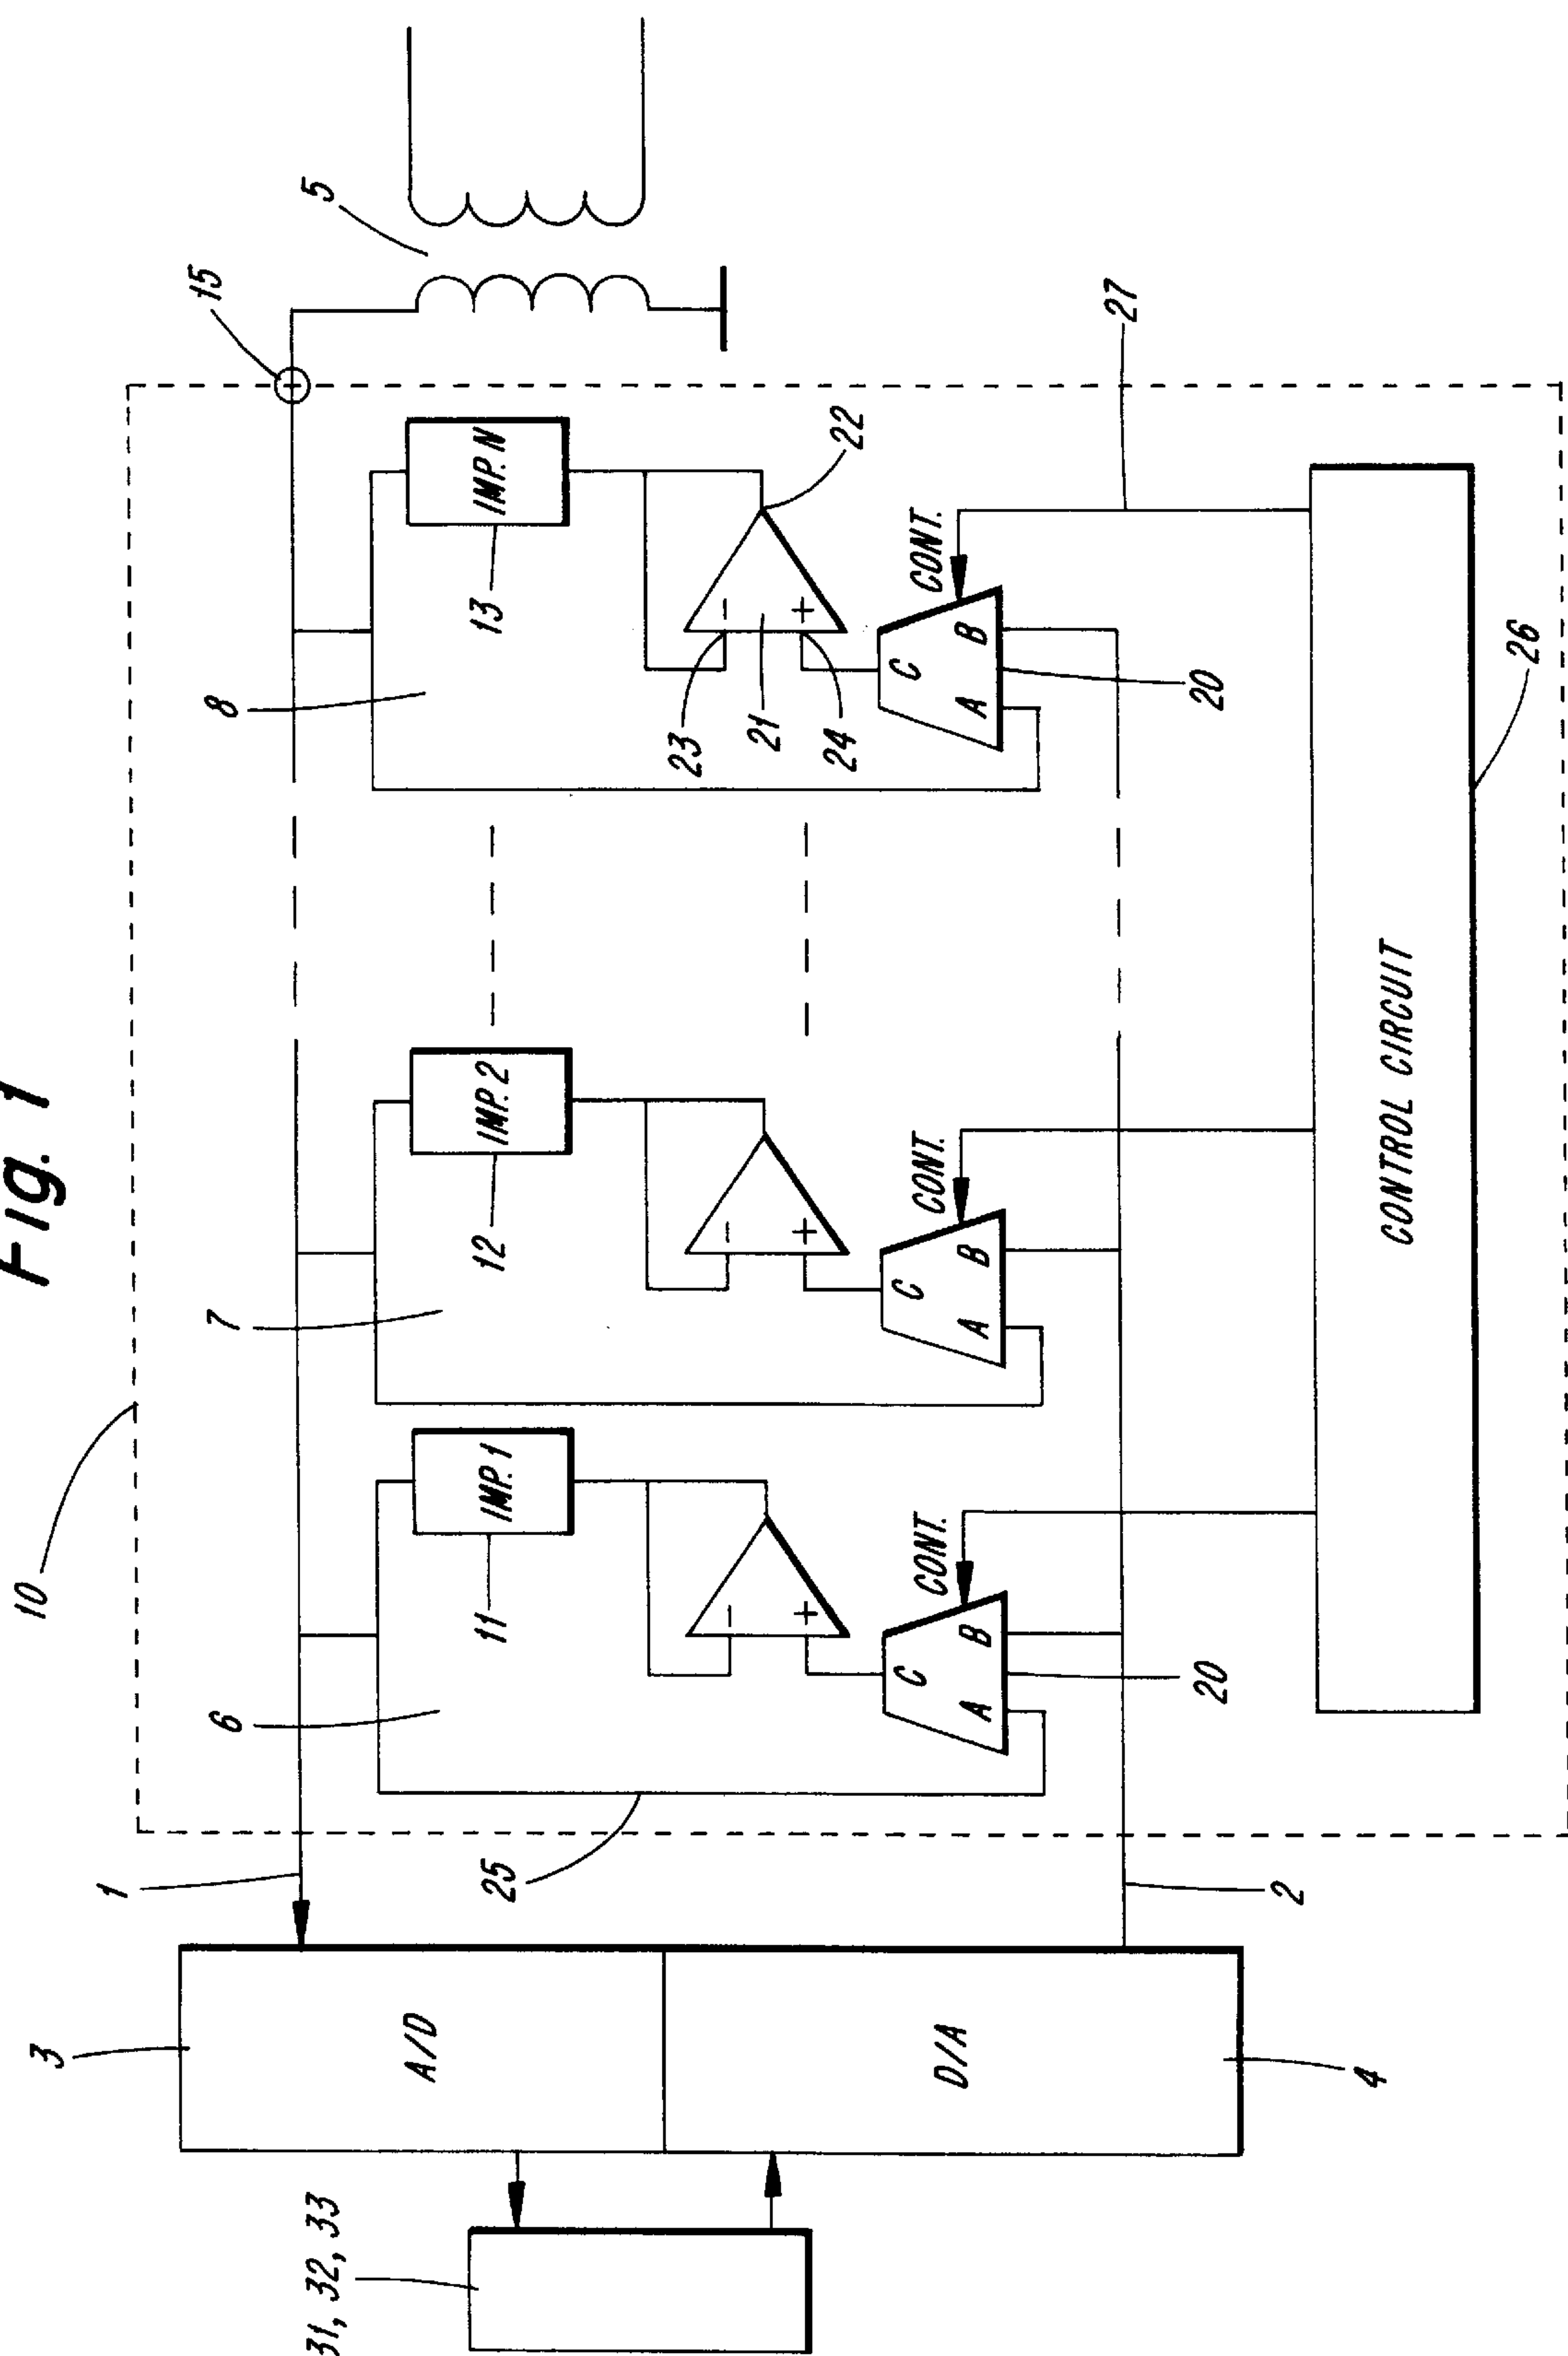 Fig. 1
10
15
5
1
6
7
8
IMP. 1
IMP. 2
IMP. N
11
12
13
25
23
21
24
22
C
A
B
CONT.
20
C
A
B
CONT.
C
A
B
CONT.
20
27
CONTROL CIRCUIT
26
2
3
A/D
D/A
4
31, 32, 33